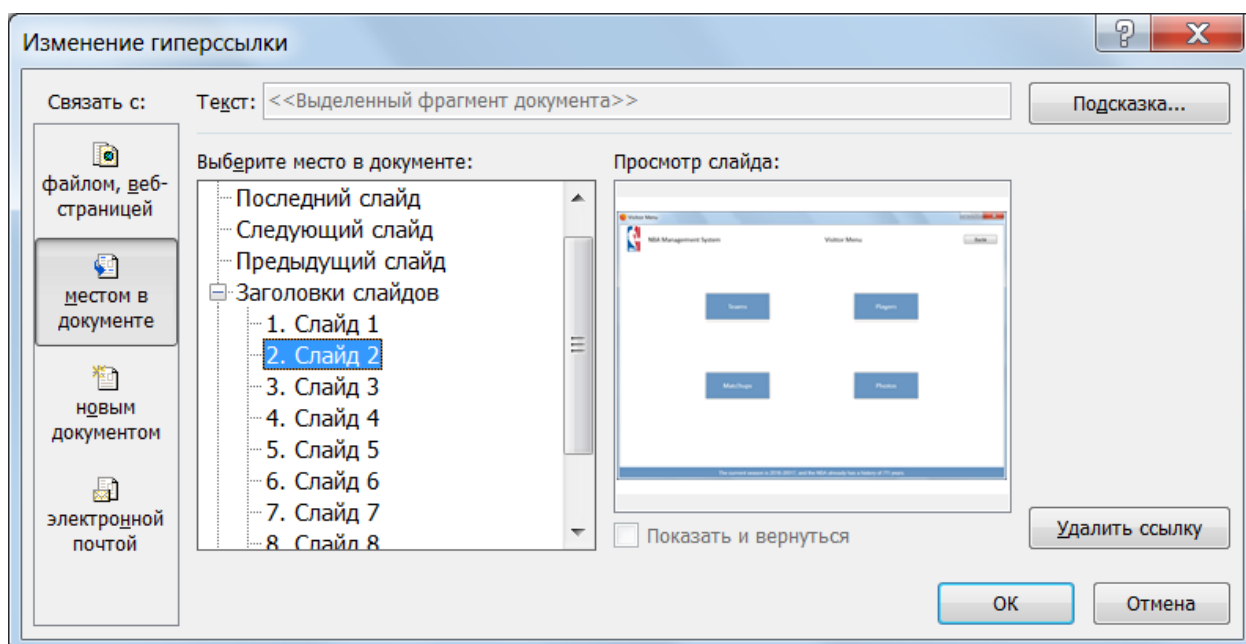 Изменение гиперссылки
Связать с:
Текст: <<Выделенный фрагмент документа>>
Подсказка...
файлом, веб-
страницей
местом в
документе
новым
документом
электронной
почтой
Выберите место в документе:
Последний слайд
Следующий слайд
Предыдущий слайд
Заголовки слайдов
1. Слайд 1
2. Слайд 2
3. Слайд 3
4. Слайд 4
5. Слайд 5
6. Слайд 6
7. Слайд 7
8. Слайд 8
Просмотр слайда:
Visitor Menu
NBA Management System
Visitor Menu
Teams
Players
Matchups
Photos
Показать и вернуться
Удалить ссылку
ОК
Отмена